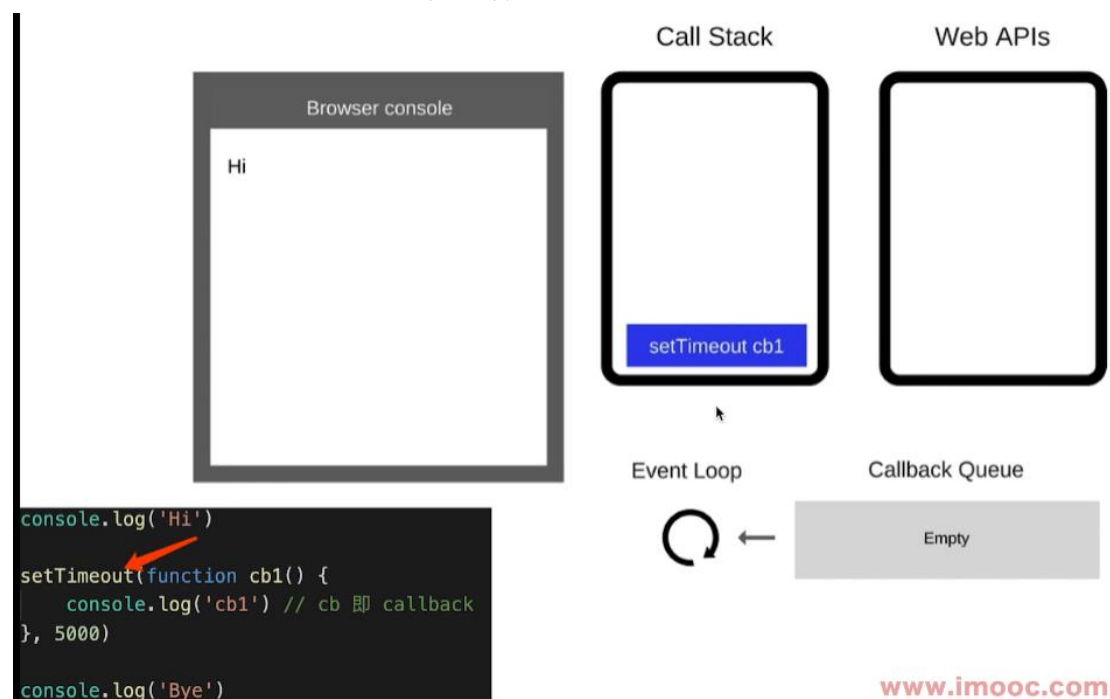 Call Stack
Web APIs
Browser console
Hi
setTimeout cb1
Event Loop
Callback Queue
Empty
console.log('Hi')
setTimeout(function cb1() {
    console.log('cb1') // cb 即 callback
}, 5000)
console.log('Bye')
www.imooc.com